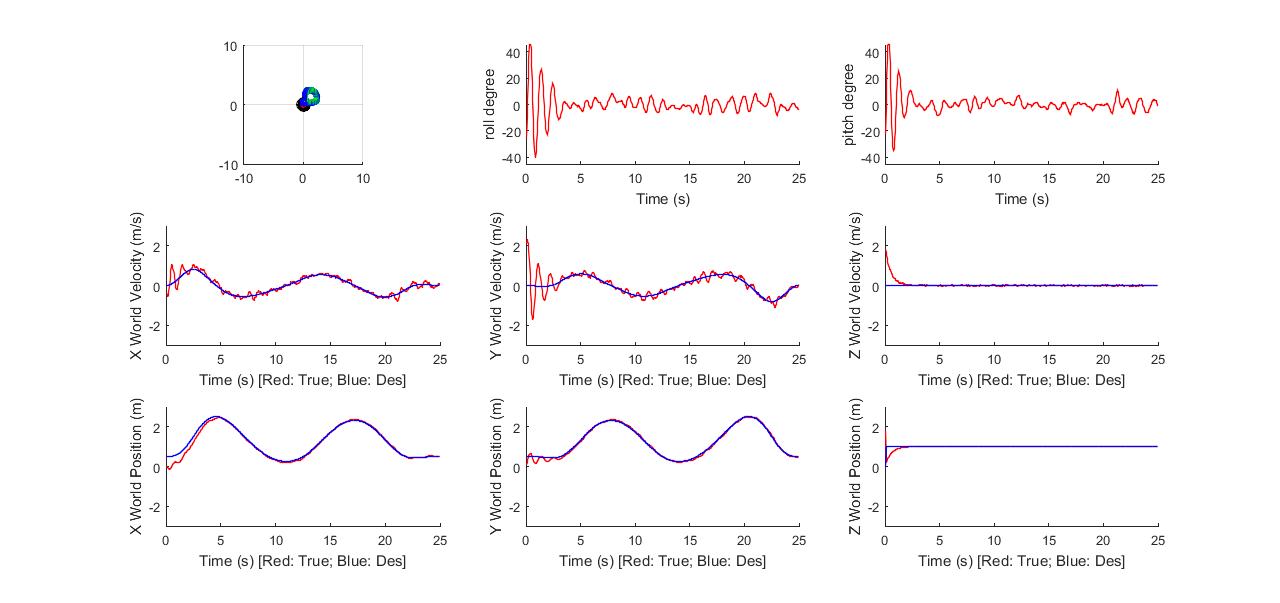 10
0
-10
-10 0 10
roll degree
40
20
0
-20
-40
0 5 10 15 20 25
Time (s)
pitch degree
40
20
0
-20
-40
0 5 10 15 20 25
Time (s)
X World Velocity (m/s)
2
0
-2
0 5 10 15 20 25
Time (s) [Red: True; Blue: Des]
Y World Velocity (m/s)
2
0
-2
0 5 10 15 20 25
Time (s) [Red: True; Blue: Des]
Z World Velocity (m/s)
2
0
-2
0 5 10 15 20 25
Time (s) [Red: True; Blue: Des]
X World Position (m)
2
0
-2
0 5 10 15 20 25
Time (s) [Red: True; Blue: Des]
Y World Position (m)
2
0
-2
0 5 10 15 20 25
Time (s) [Red: True; Blue: Des]
Z World Position (m)
2
0
-2
0 5 10 15 20 25
Time (s) [Red: True; Blue: Des]